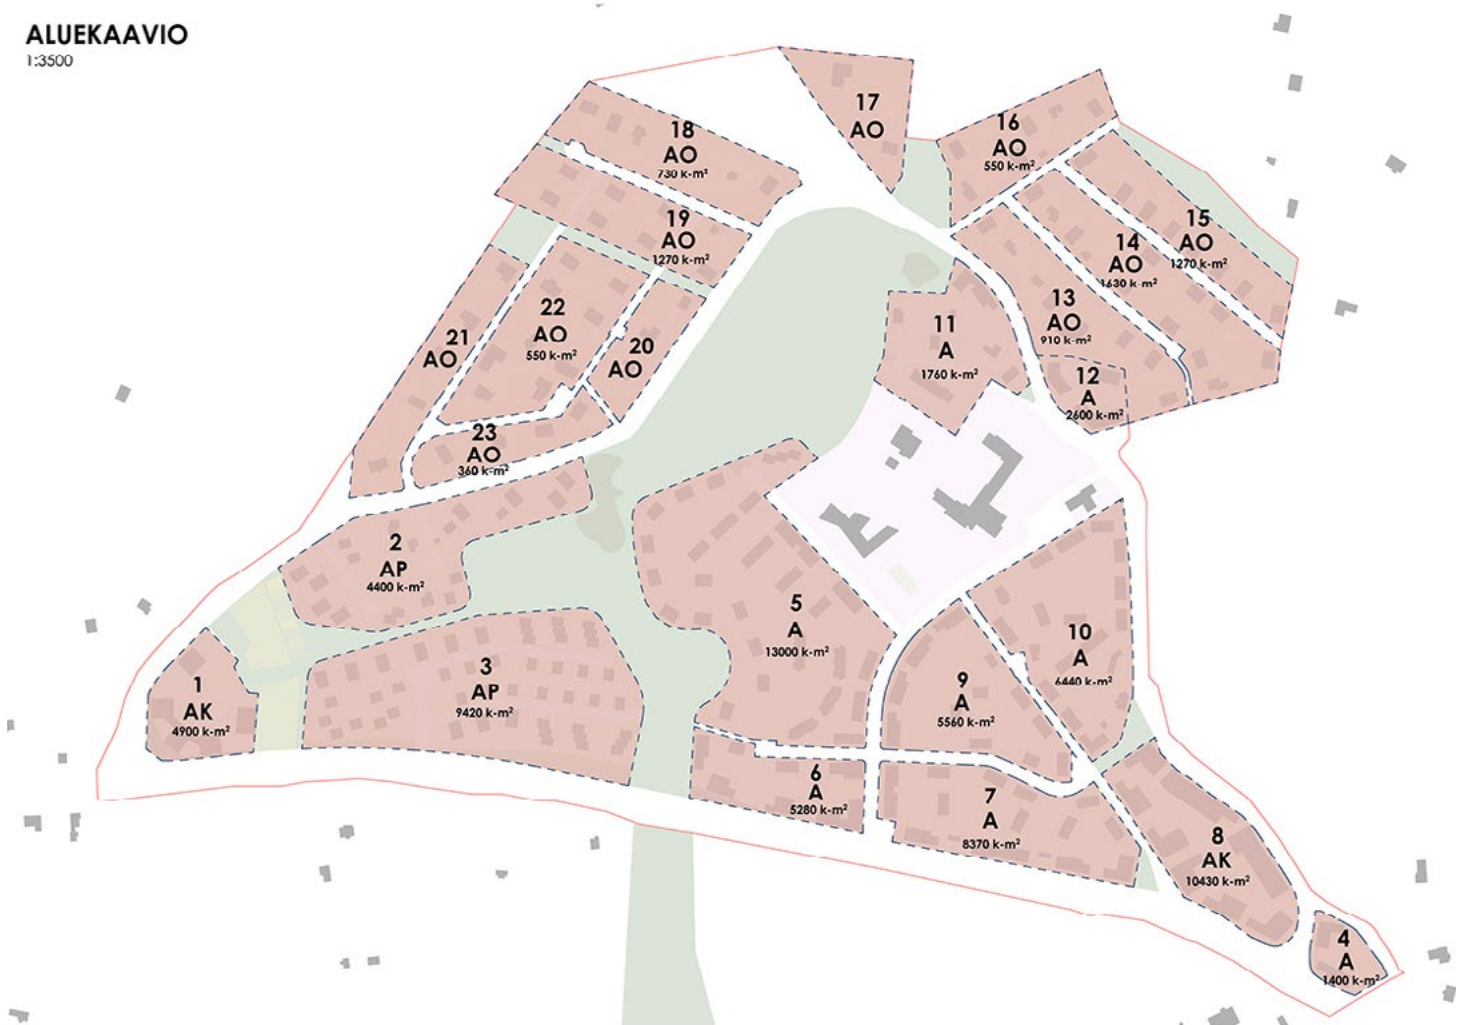 ALUEKAAVIO
1:3500
17
AO
18
AO
730 k-m²
16
AO
550 k-m²
19
AO
1270 k-m²
15
AO
1270 k-m²
14
AO
1630 k-m²
13
AO
910 k-m²
22
AO
550 k-m²
21
AO
20
AO
11
A
1760 k-m²
12
A
2600 k-m²
23
AO
360 k-m²
2
AP
4400 k-m²
5
A
13000 k-m²
10
A
6440 k-m²
3
AP
9420 k-m²
9
A
5560 k-m²
1
AK
4900 k-m²
6
A
5280 k-m²
7
A
8370 k-m²
8
AK
10430 k-m²
4
A
1400 k-m²